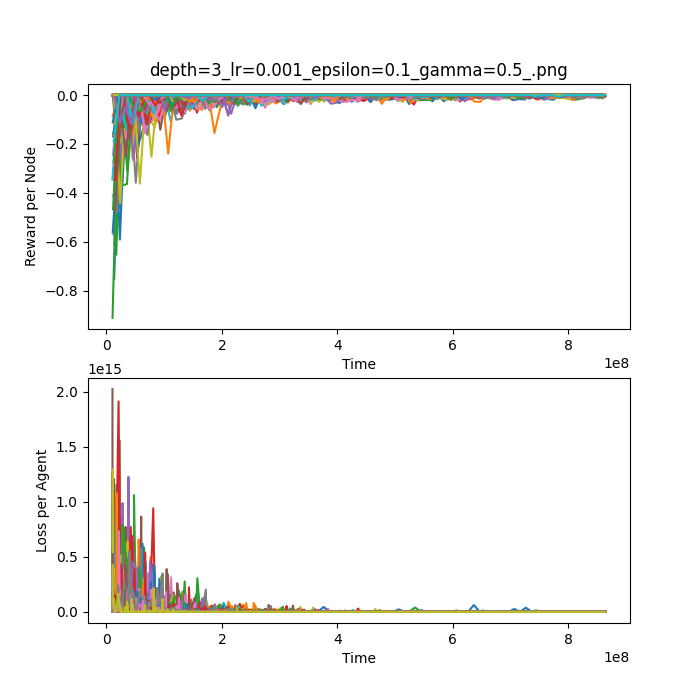 depth=3_lr=0.001_epsilon=0.1_gamma=0.5_.png
Reward per Node
0.0
−0.2
−0.4
−0.6
−0.8
0 2 4 6 8
Time
1e8
1e15
Loss per Agent
2.0
1.5
1.0
0.5
0.0
0 2 4 6 8
Time
1e8